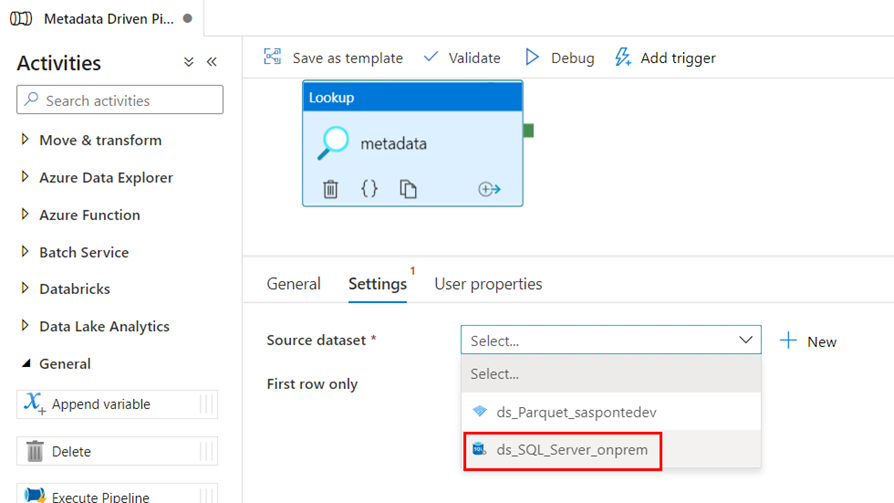 Metadata Driven Pi...
Activities
Search activities
Move & transform
Azure Data Explorer
Azure Function
Batch Service
Databricks
Data Lake Analytics
General
Append variable
Delete
Execute Pipeline
Save as template
Validate
Debug
Add trigger
Lookup
metadata
General
Settings 1
User properties
Source dataset *
Select...
New
Select...
First row only
ds_Parquet_saspontedev
ds_SQL_Server_onprem